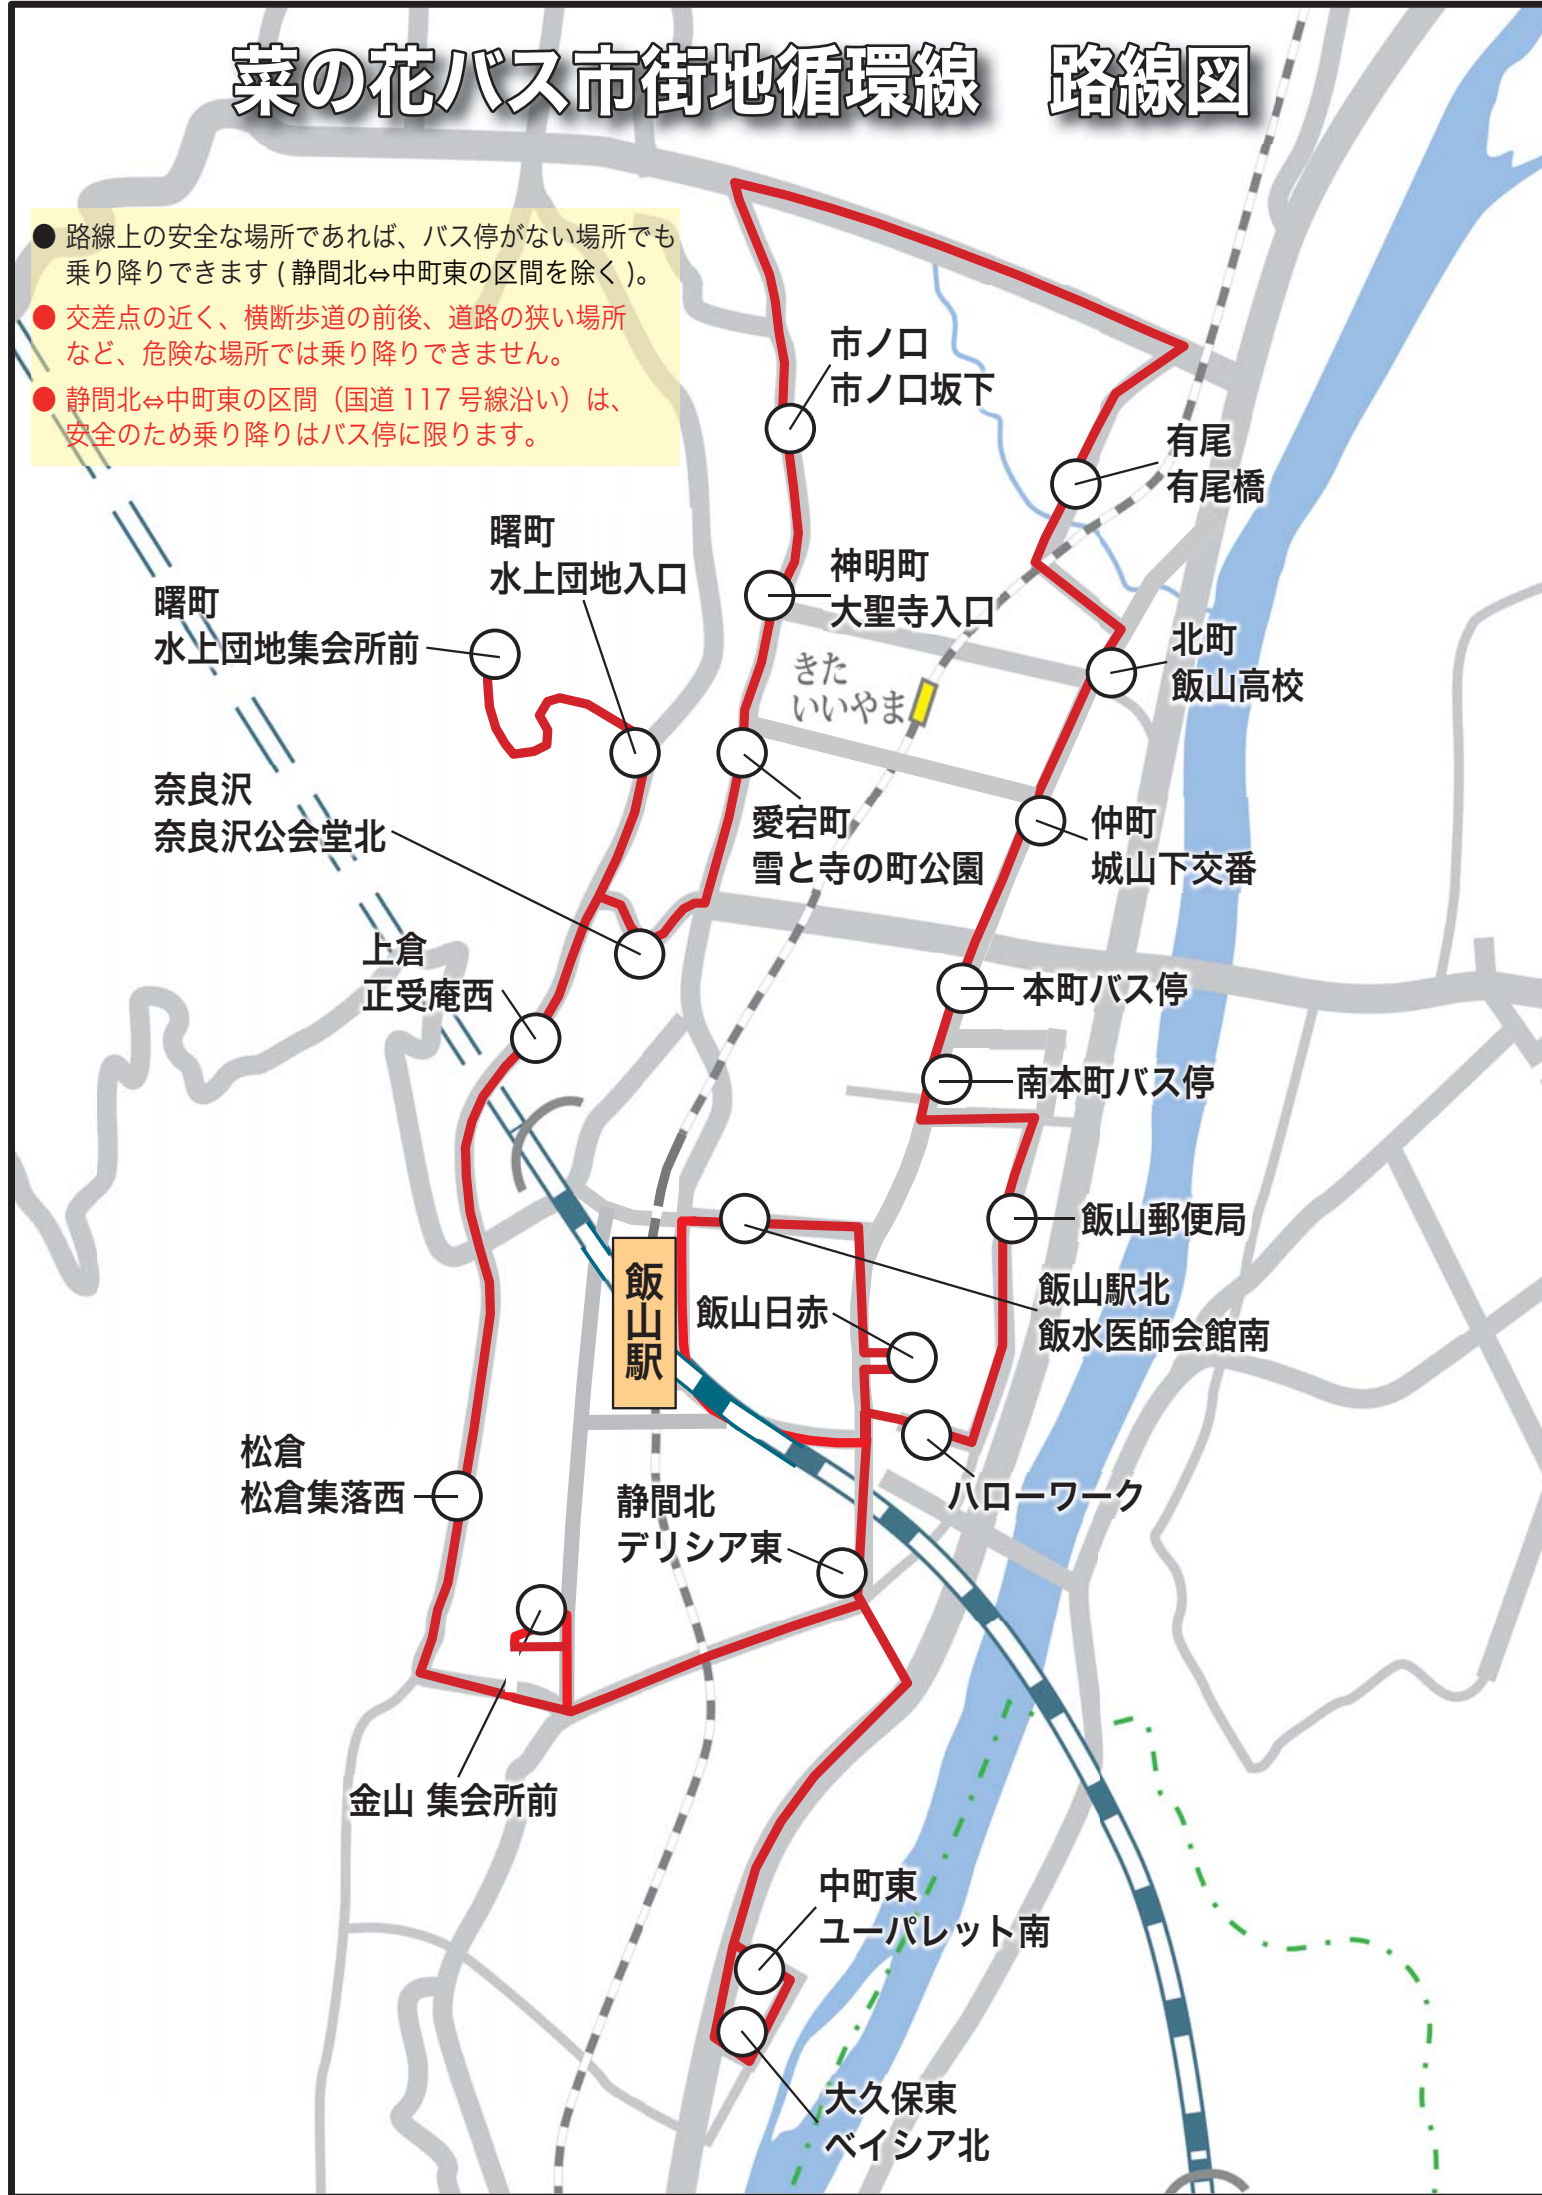 菜の花バス市街地循環線　路線図
● 路線上の安全な場所であれば、バス停がない場所でも
乗り降りできます ( 静間北⇔中町東の区間を除く )。
● 交差点の近く、横断歩道の前後、道路の狭い場所
など、危険な場所では乗り降りできません。
● 静間北⇔中町東の区間（国道 117 号線沿い）は、
安全のため乗り降りはバス停に限ります。
市ノ口
市ノ口坂下
有尾
有尾橋
曙町
水上団地入口
神明町
大聖寺入口
曙町
水上団地集会所前
北町
飯山高校
きた
いいやま
奈良沢
奈良沢公会堂北
愛宕町
雪と寺の町公園
仲町
城山下交番
上倉
正受庵西
本町バス停
南本町バス停
飯山郵便局
飯山駅
飯山日赤
飯山駅北
飯水医師会館南
松倉
松倉集落西
静間北
デリシア東
ハローワーク
金山 集会所前
中町東
ユーパレット南
大久保東
ベイシア北